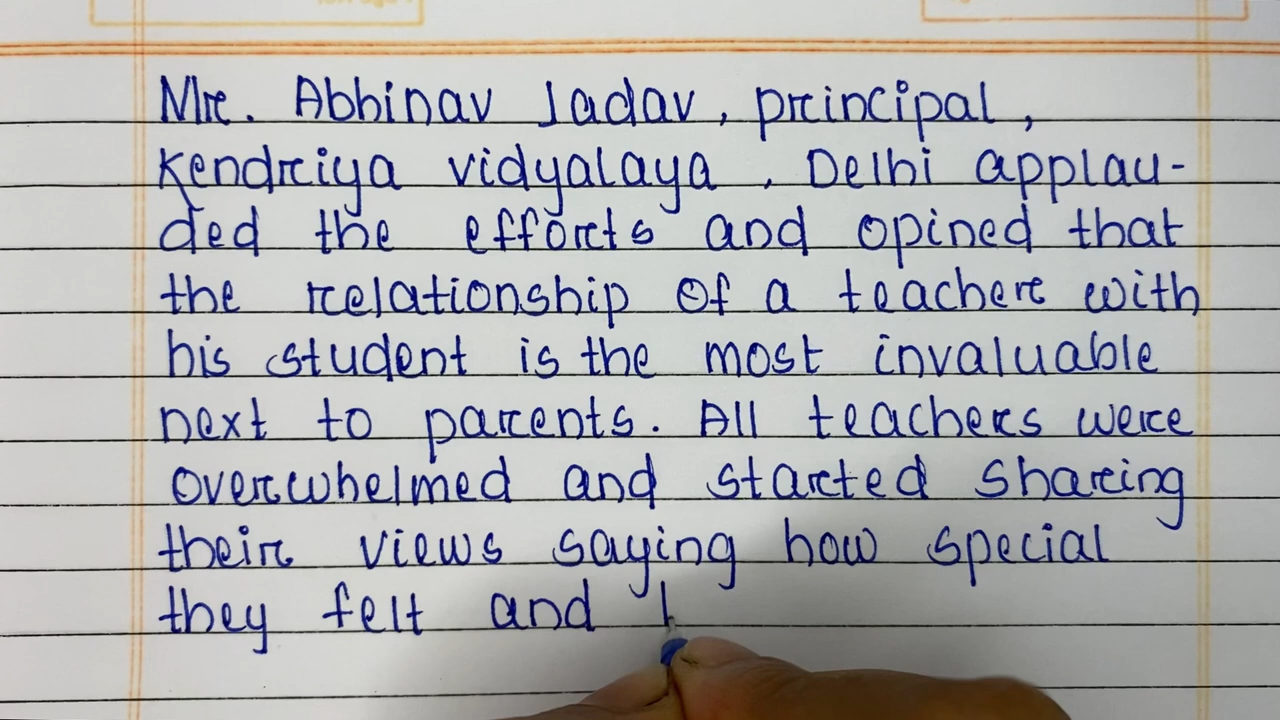 Mr. Abhinav Jadav, principal,
Kendriya vidyalaya, Delhi applau-
ded the efforts and opined that
the relationship of a teacher with
his student is the most invaluable
next to parents. All teachers were
overwhelmed and started sharing
their views saying how special
they felt and